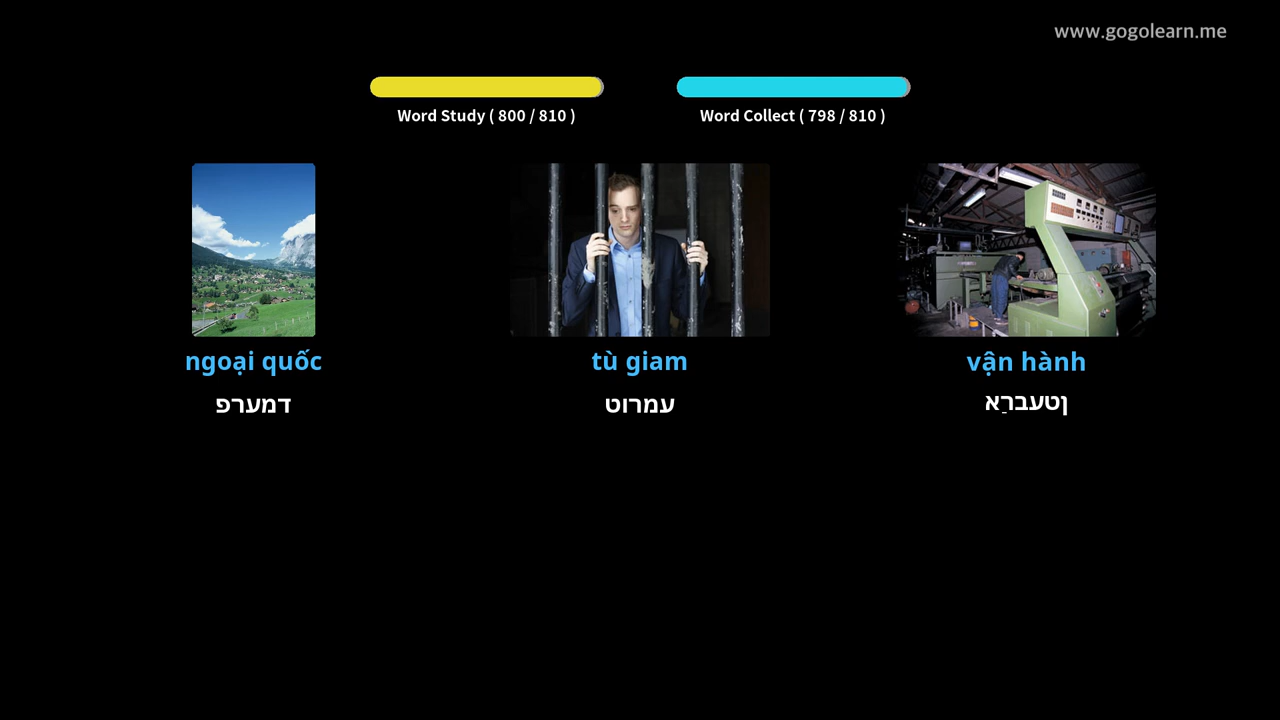 www.gogolearn.me
Word Study ( 800 / 810 )
Word Collect ( 798 / 810 )
ngoại quốc
tù giam
vận hành
דמערפ
עמרוט
ןטעברַא